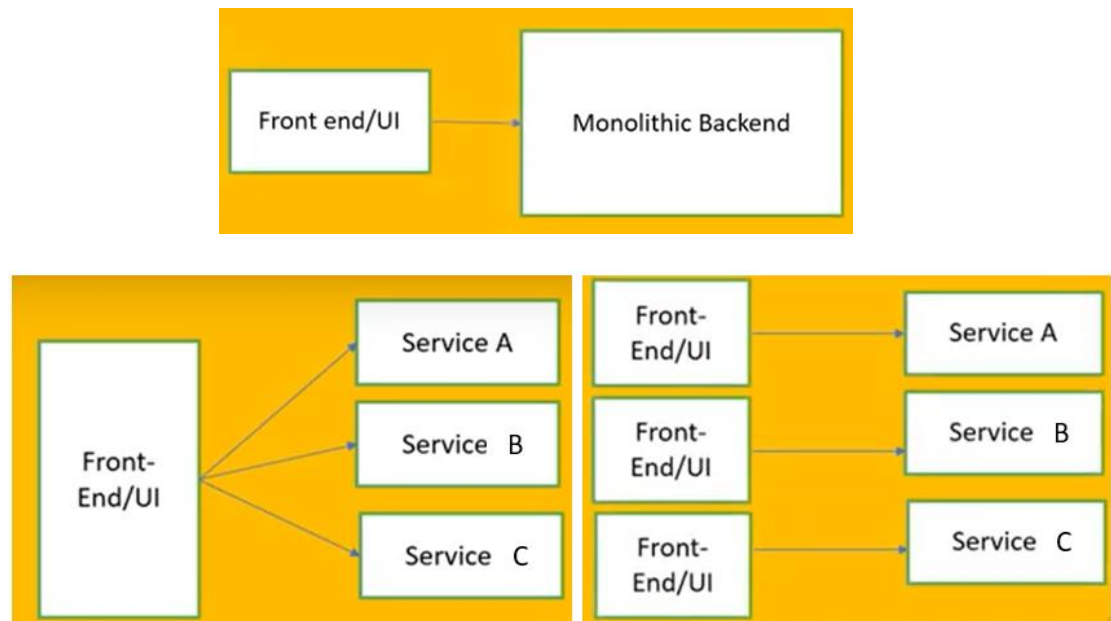 Front end/UI
Monolithic Backend
Front-
End/UI
Service A
Service B
Service C
Front-
End/UI
Service A
Front-
End/UI
Service B
Front-
End/UI
Service C